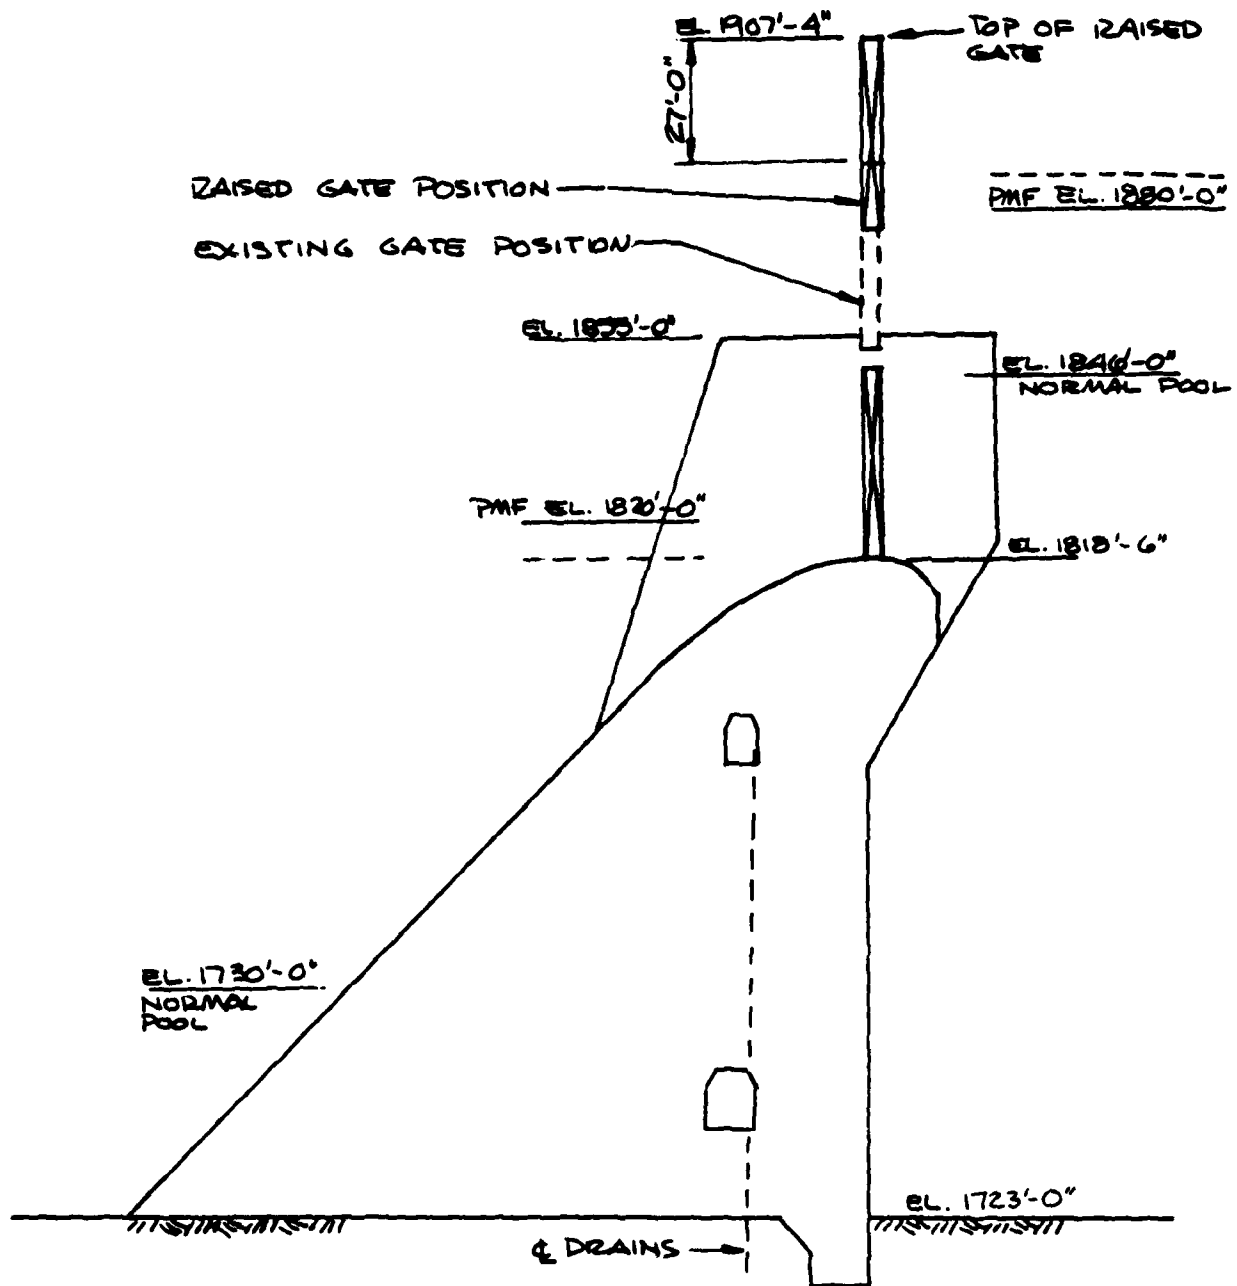 EL. 1907'-4"
TOP OF RAISED
GATE
27'-0"
RAISED GATE POSITION
PMF EL. 1880'-0"
EXISTING GATE POSITION
EL. 1855'-0"
EL. 1846'-0"
NORMAL POOL
PMF EL. 1820'-0"
EL. 1818'-6"
EL. 1730'-0"
NORMAL
POOL
EL. 1723'-0"
℄ DRAINS